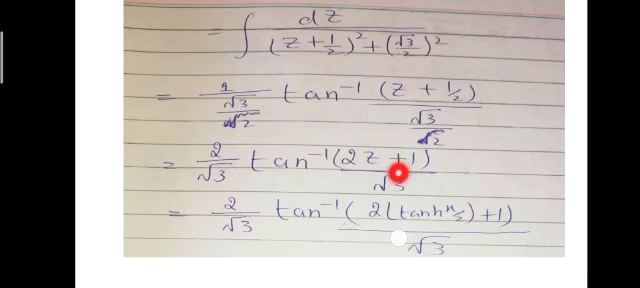 = ∫ dz / (z + 1/2)² + (√3/2)²
= 1 / (√3/2) tan⁻¹ (z + 1/2) / (√3/2)
= 2/√3 tan⁻¹ (2z + 1) / √3
= 2/√3 tan⁻¹ ( 2(tanh x/2) + 1) / √3